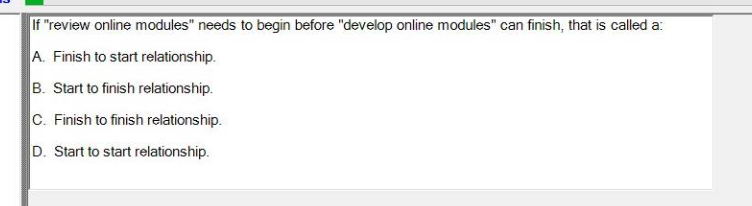 If "review online modules" needs to begin before "develop online modules" can finish, that is called a:
A. Finish to start relationship.
B. Start to finish relationship.
C. Finish to finish relationship.
D. Start to start relationship.